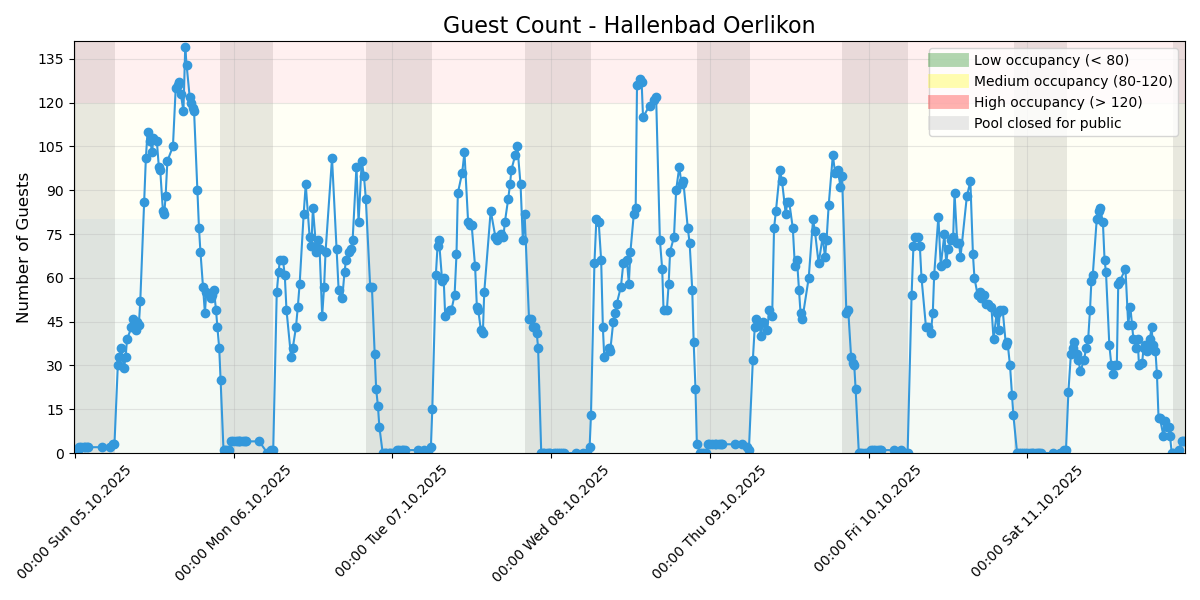 Guest Count - Hallenbad Oerlikon
Number of Guests
135
120
105
90
75
60
45
30
15
0
Low occupancy (< 80)
Medium occupancy (80-120)
High occupancy (> 120)
Pool closed for public
00:00 Sun 05.10.2025
00:00 Mon 06.10.2025
00:00 Tue 07.10.2025
00:00 Wed 08.10.2025
00:00 Thu 09.10.2025
00:00 Fri 10.10.2025
00:00 Sat 11.10.2025